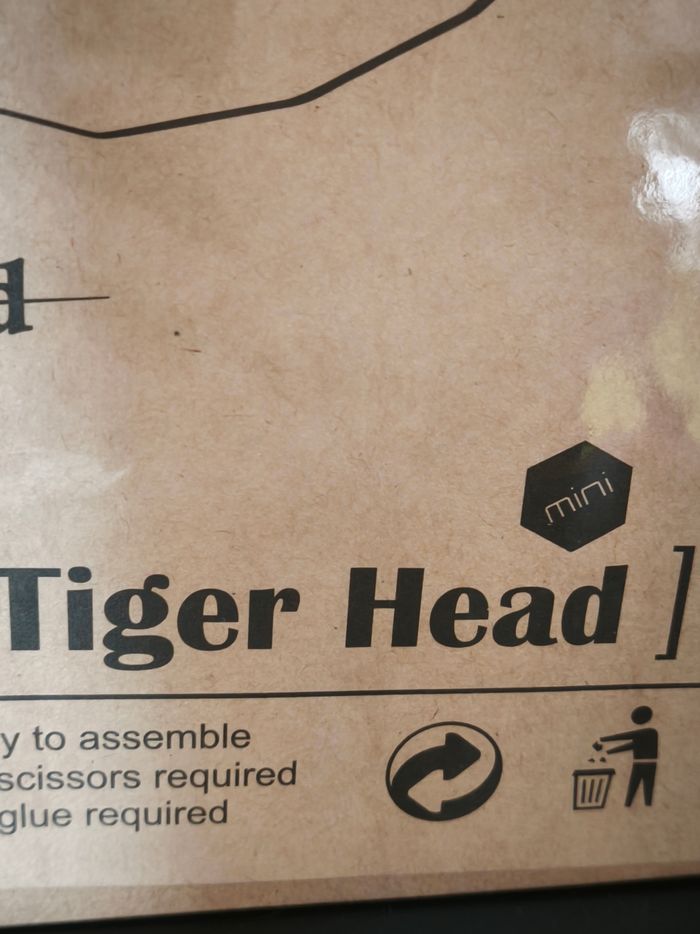 d
mini
Tiger Head ]
y to assemble
scissors required
glue required